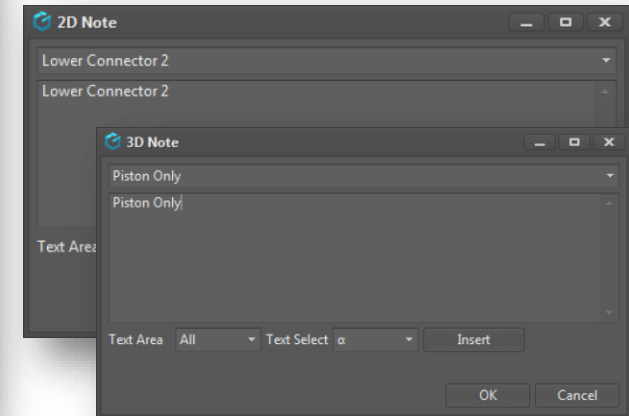 2D Note
Lower Connector 2
Lower Connector 2
Text Area
3D Note
Piston Only
Piston Only
Text Area All Text Select α Insert
OK Cancel